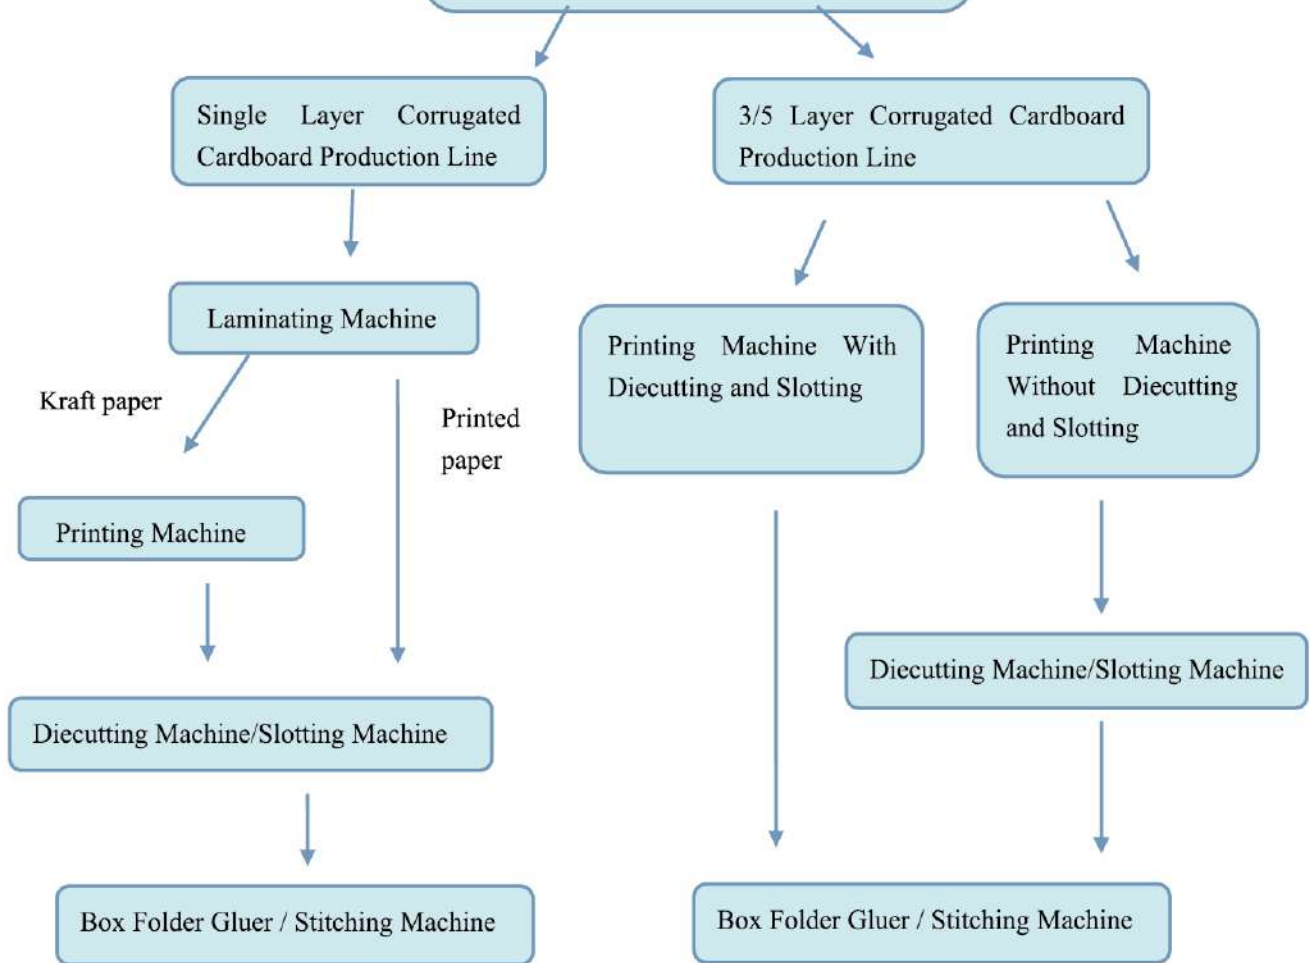 Single Layer Corrugated
Cardboard Production Line
3/5 Layer Corrugated Cardboard
Production Line
Laminating Machine
Kraft paper
Printed
paper
Printing Machine With
Diecutting and Slotting
Printing Machine
Without Diecutting
and Slotting
Printing Machine
Diecutting Machine/Slotting Machine
Diecutting Machine/Slotting Machine
Box Folder Gluer / Stitching Machine
Box Folder Gluer / Stitching Machine